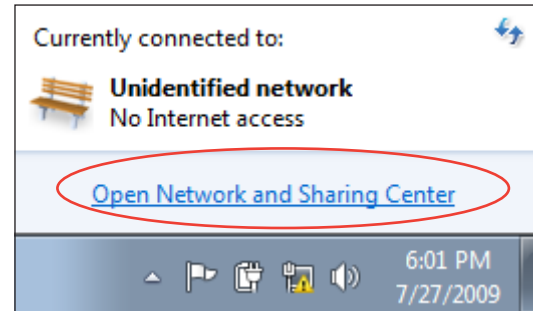 Currently connected to:
Unidentified network
No Internet access
Open Network and Sharing Center
6:01 PM
7/27/2009